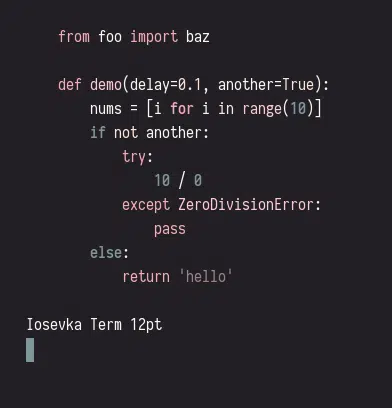 from foo import baz

def demo(delay=0.1, another=True):
    nums = [i for i in range(10)]
    if not another:
        try:
            10 / 0
        except ZeroDivisionError:
            pass
    else:
        return 'hello'

Iosevka Term 12pt